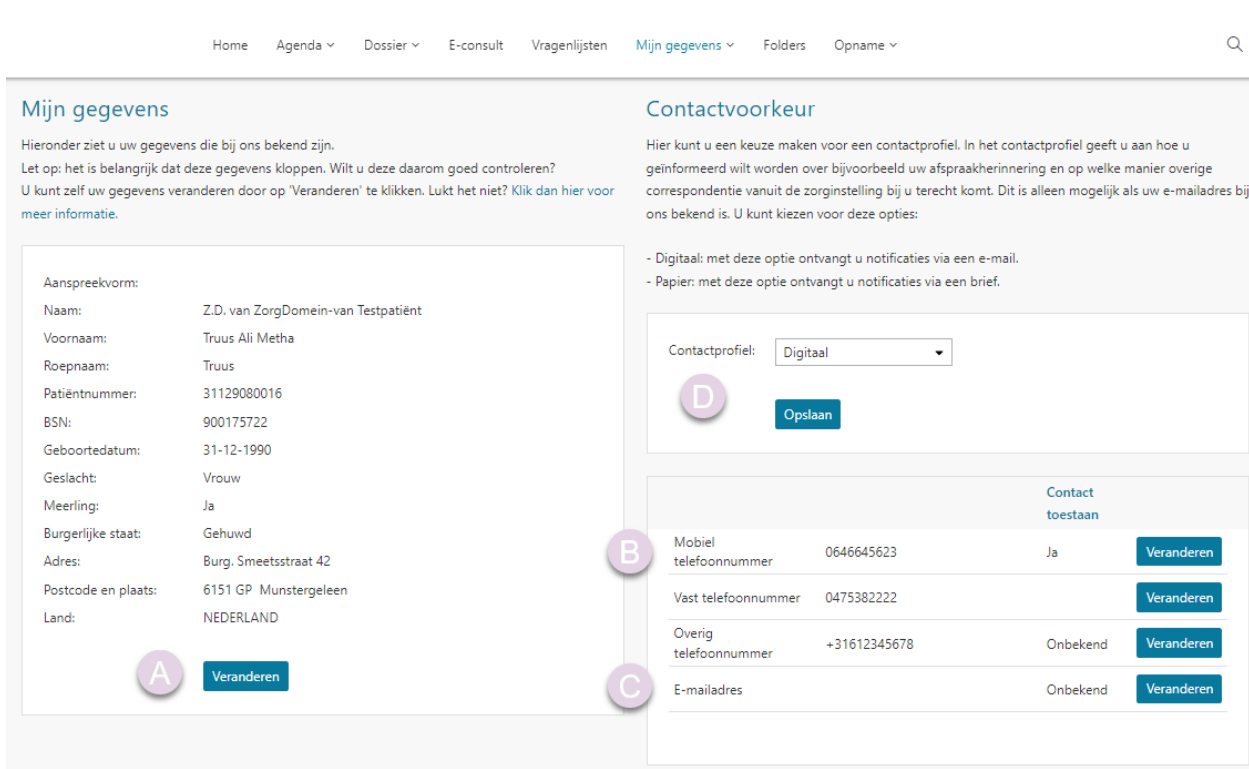 Home Agenda Dossier E-consult Vragenlijsten Mijn gegevens Folders Opname
Mijn gegevens
Hieronder ziet u uw gegevens die bij ons bekend zijn.
Let op: het is belangrijk dat deze gegevens kloppen. Wilt u deze daarom goed controleren?
U kunt zelf uw gegevens veranderen door op 'Veranderen' te klikken. Lukt het niet? Klik dan hier voor
meer informatie.
Aanspreekvorm:
Naam: Z.D. van ZorgDomein-van Testpatiënt
Voornaam: Truus Ali Metha
Roepnaam: Truus
Patiëntnummer: 31129080016
BSN: 900175722
Geboortedatum: 31-12-1990
Geslacht: Vrouw
Meerling: Ja
Burgerlijke staat: Gehuwd
Adres: Burg. Smeetsstraat 42
Postcode en plaats: 6151 GP Munstergeleen
Land: NEDERLAND
A Veranderen
Contactvoorkeur
Hier kunt u een keuze maken voor een contactprofiel. In het contactprofiel geeft u aan hoe u
geïnformeerd wilt worden over bijvoorbeeld uw afspraakherinnering en op welke manier overige
correspondentie vanuit de zorginstelling bij u terecht komt. Dit is alleen mogelijk als uw e-mailadres bij
ons bekend is. U kunt kiezen voor deze opties:
- Digitaal: met deze optie ontvangt u notificaties via een e-mail.
- Papier: met deze optie ontvangt u notificaties via een brief.
Contactprofiel: Digitaal
D
Opslaan
Contact
toestaan
B
Mobiel
telefoonnummer 0646645623 Ja Veranderen
Vast telefoonnummer 0475382222 Veranderen
Overig
telefoonnummer +31612345678 Onbekend Veranderen
C E-mailadres Onbekend Veranderen